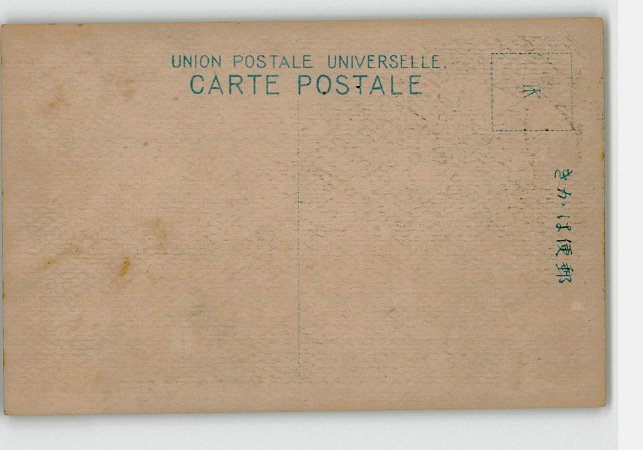 UNION POSTALE UNIVERSELLE.
CARTE POSTALE
郵便はかき